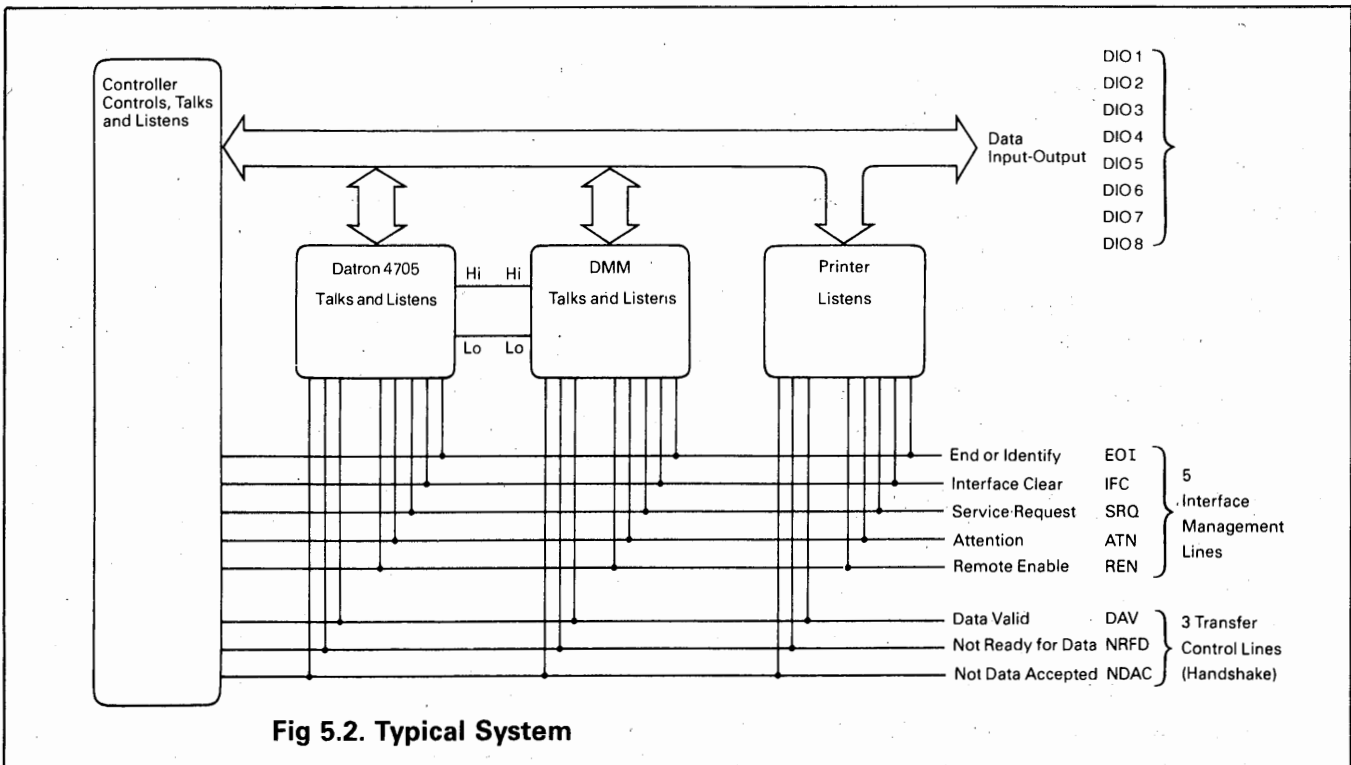 Controller
Controls, Talks
and Listens
DIO 1
DIO 2
DIO 3
DIO 4
DIO 5
DIO 6
DIO 7
DIO 8
Data
Input-Output
Datron 4705
Talks and Listens
Hi Hi
Lo Lo
DMM
Talks and Listens
Printer
Listens
End or Identify EOI
Interface Clear IFC
Service Request SRQ
Attention ATN
Remote Enable REN
5
Interface
Management
Lines
Data Valid DAV
Not Ready for Data NRFD
Not Data Accepted NDAC
3 Transfer
Control Lines
(Handshake)
Fig 5.2. Typical System